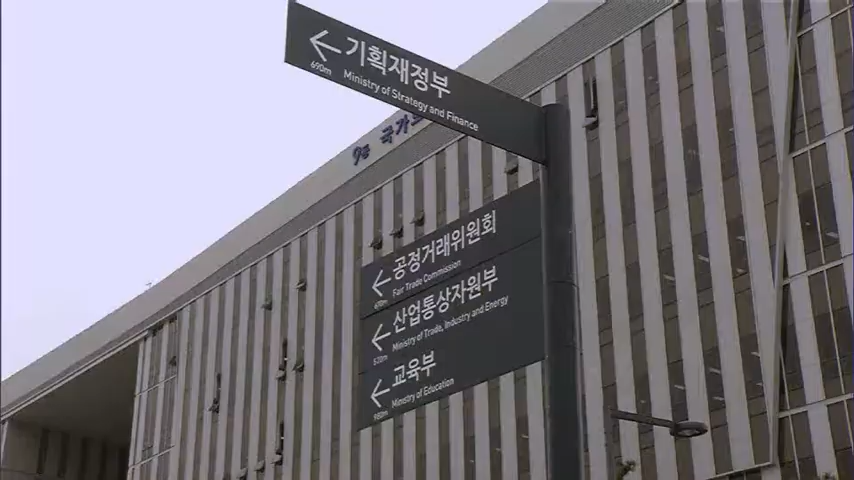 기획재정부
690m Ministry of Strategy and Finance
국가
공정거래위원회
Fair Trade Commission
산업통상자원부
Ministry of Trade, Industry and Energy
교육부
Ministry of Education